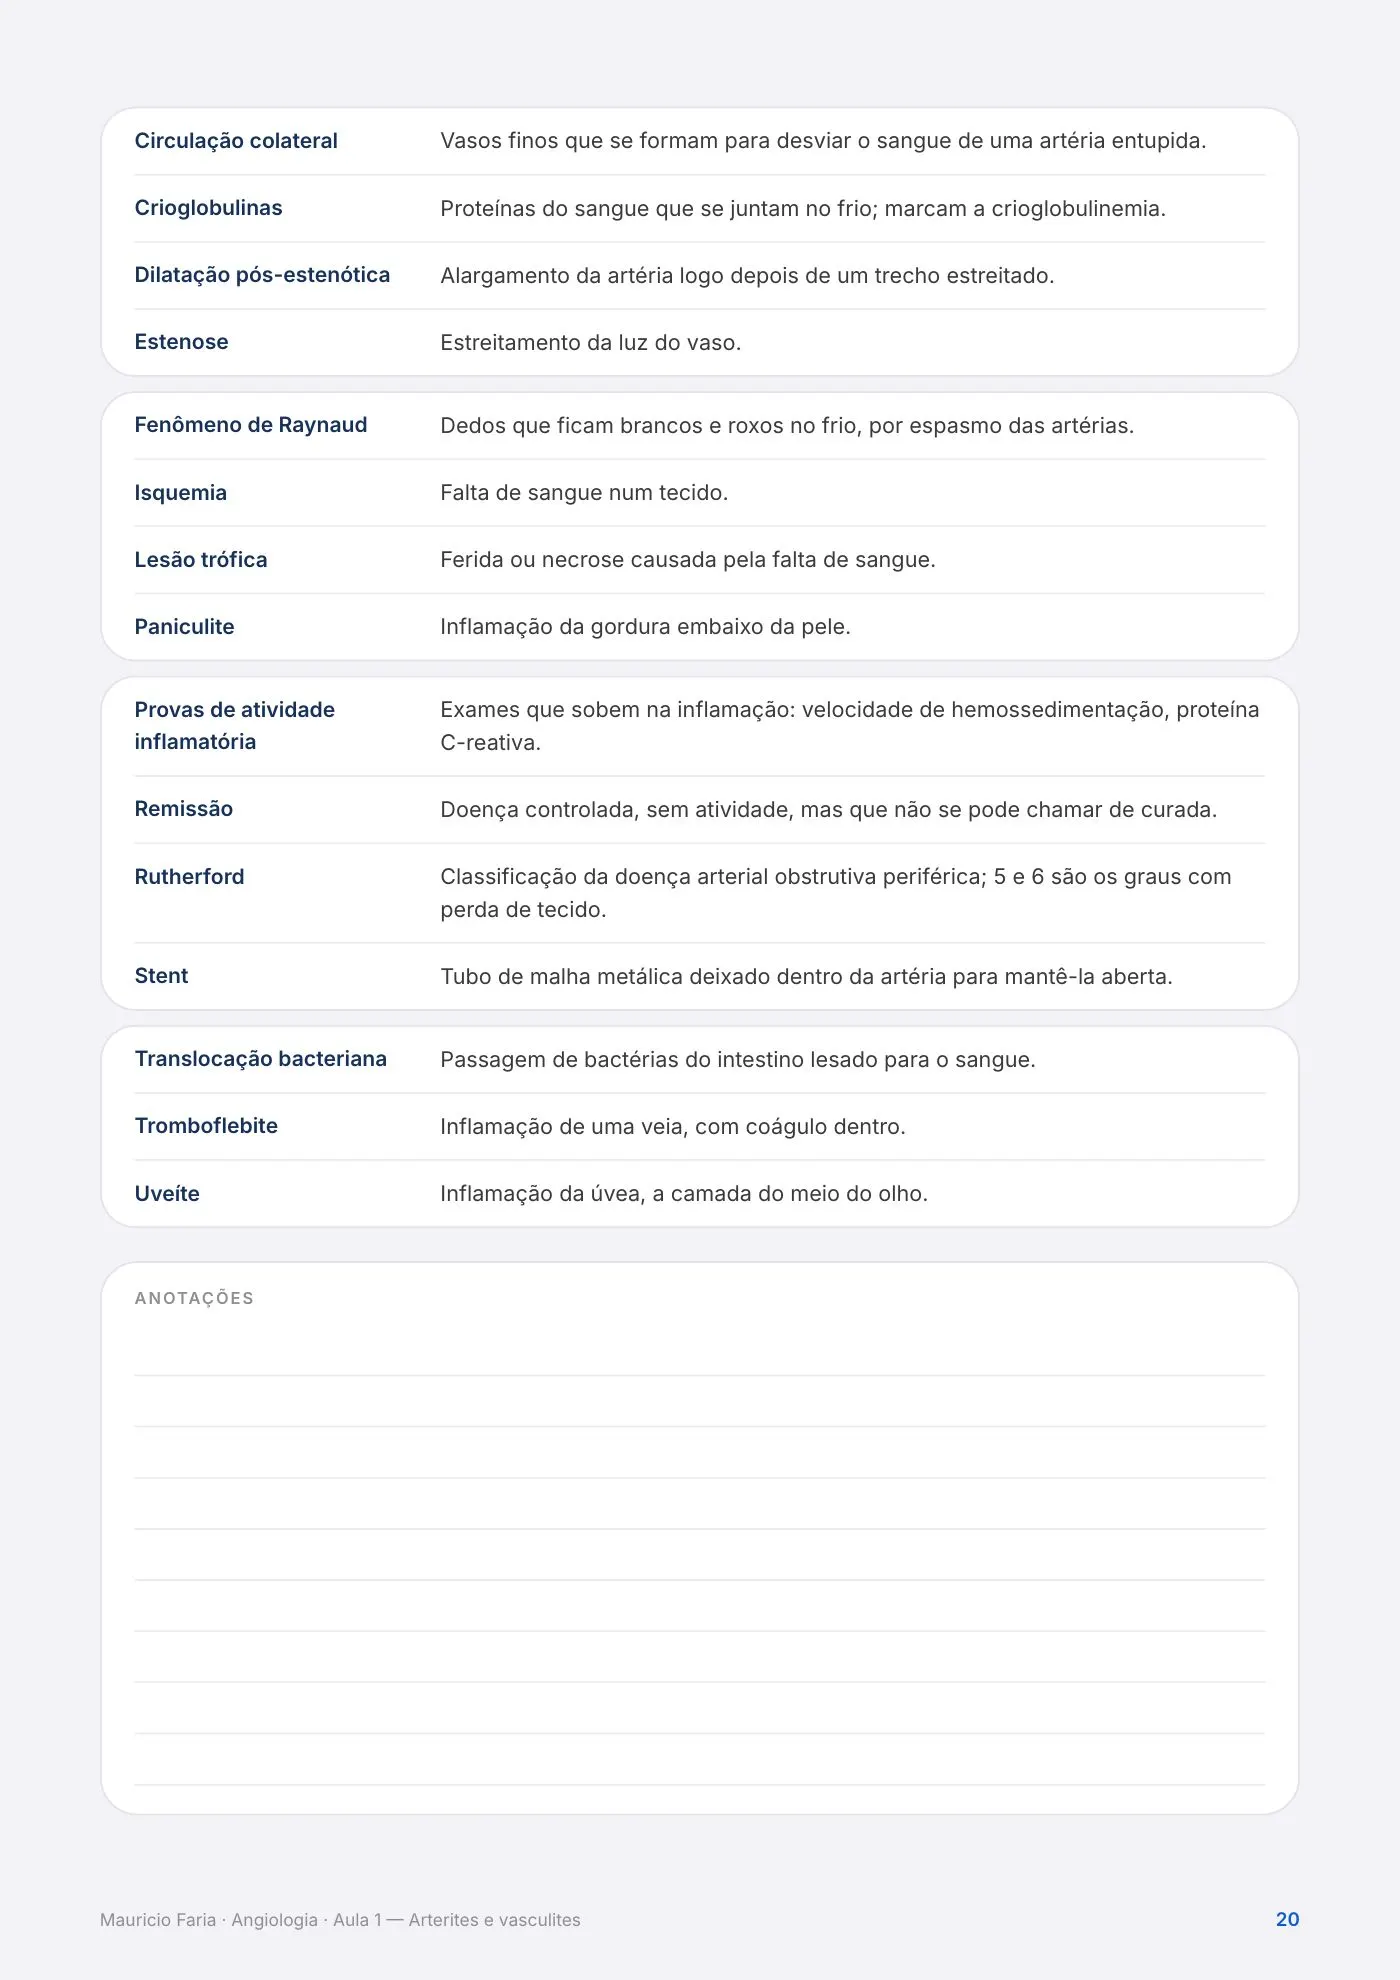 Circulação colateral Vasos finos que se formam para desviar o sangue de uma artéria entupida.
Crioglobulinas Proteínas do sangue que se juntam no frio; marcam a crioglobulinemia.
Dilatação pós-estenótica Alargamento da artéria logo depois de um trecho estreitado.
Estenose Estreitamento da luz do vaso.
Fenômeno de Raynaud Dedos que ficam brancos e roxos no frio, por espasmo das artérias.
Isquemia Falta de sangue num tecido.
Lesão trófica Ferida ou necrose causada pela falta de sangue.
Paniculite Inflamação da gordura embaixo da pele.
Provas de atividade Exames que sobem na inflamação: velocidade de hemossedimentação, proteína
inflamatória C-reativa.
Remissão Doença controlada, sem atividade, mas que não se pode chamar de curada.
Rutherford Classificação da doença arterial obstrutiva periférica; 5 e 6 são os graus com
perda de tecido.
Stent Tubo de malha metálica deixado dentro da artéria para mantê-la aberta.
Translocação bacteriana Passagem de bactérias do intestino lesado para o sangue.
Tromboflebite Inflamação de uma veia, com coágulo dentro.
Uveíte Inflamação da úvea, a camada do meio do olho.
ANOTAÇÕES
Mauricio Faria · Angiologia · Aula 1 — Arterites e vasculites 20